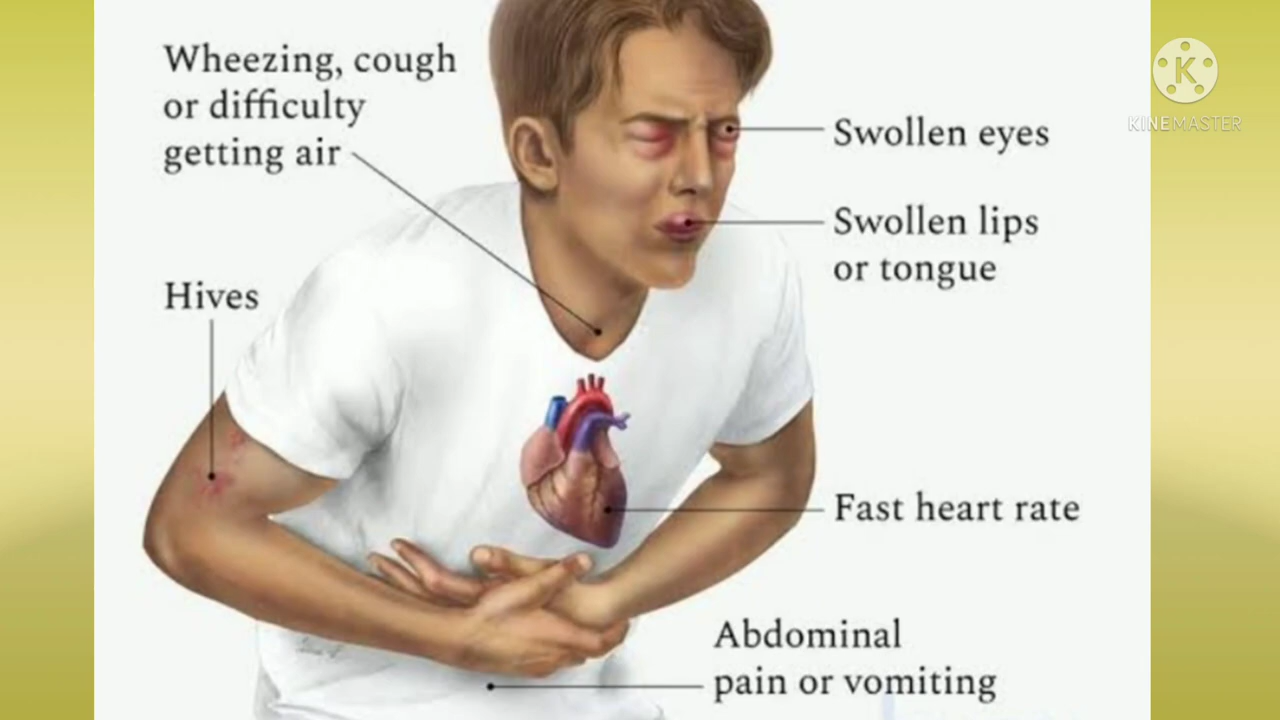 Wheezing, cough
or difficulty
getting air
Hives
Swollen eyes
Swollen lips
or tongue
Fast heart rate
Abdominal
pain or vomiting
K
KINEMASTER